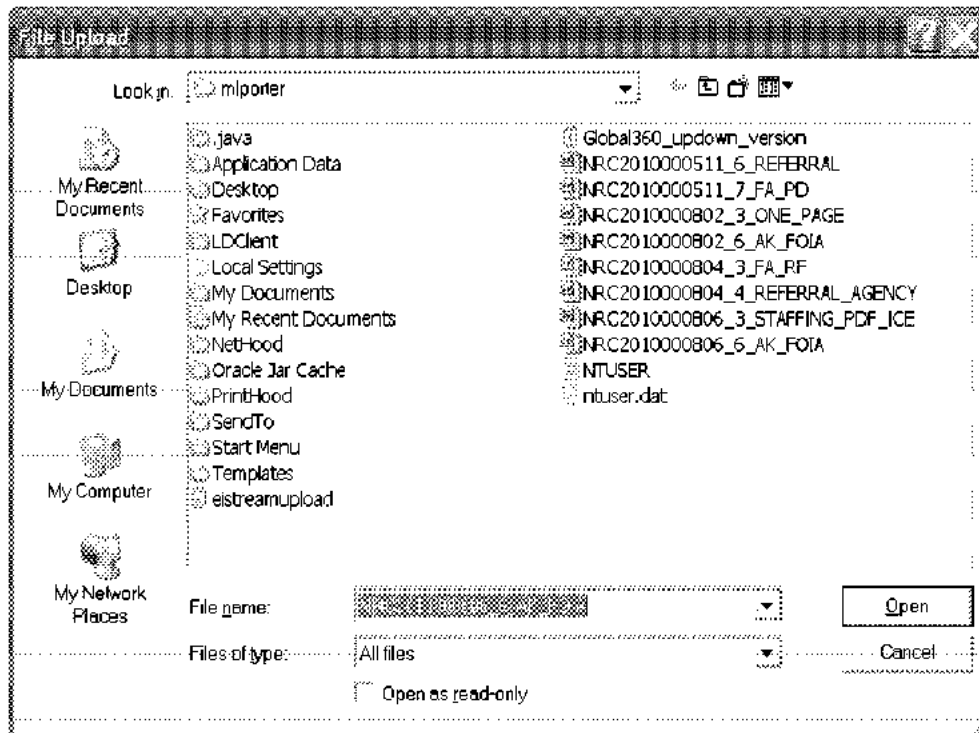 File Upload
Look in: mlporter
My Recent Documents
Desktop
My Documents
My Computer
My Network Places
.java
Application Data
Desktop
Favorites
LDClient
Local Settings
My Documents
My Recent Documents
NetHood
Oracle Jar Cache
PrintHood
SendTo
Start Menu
Templates
eistreamupload
Global360_updown_version
NRC2010000511_6_REFERRAL
NRC2010000511_7_FA_PD
NRC2010000802_3_ONE_PAGE
NRC2010000802_6_AK_FOIA
NRC2010000804_3_FA_RF
NRC2010000804_4_REFERRAL_AGENCY
NRC2010000806_3_STAFFING_PDF_ICE
NRC2010000806_6_AK_FOIA
NTUSER
ntuser.dat
File name:
Open
Files of type: All files
Cancel
Open as read-only